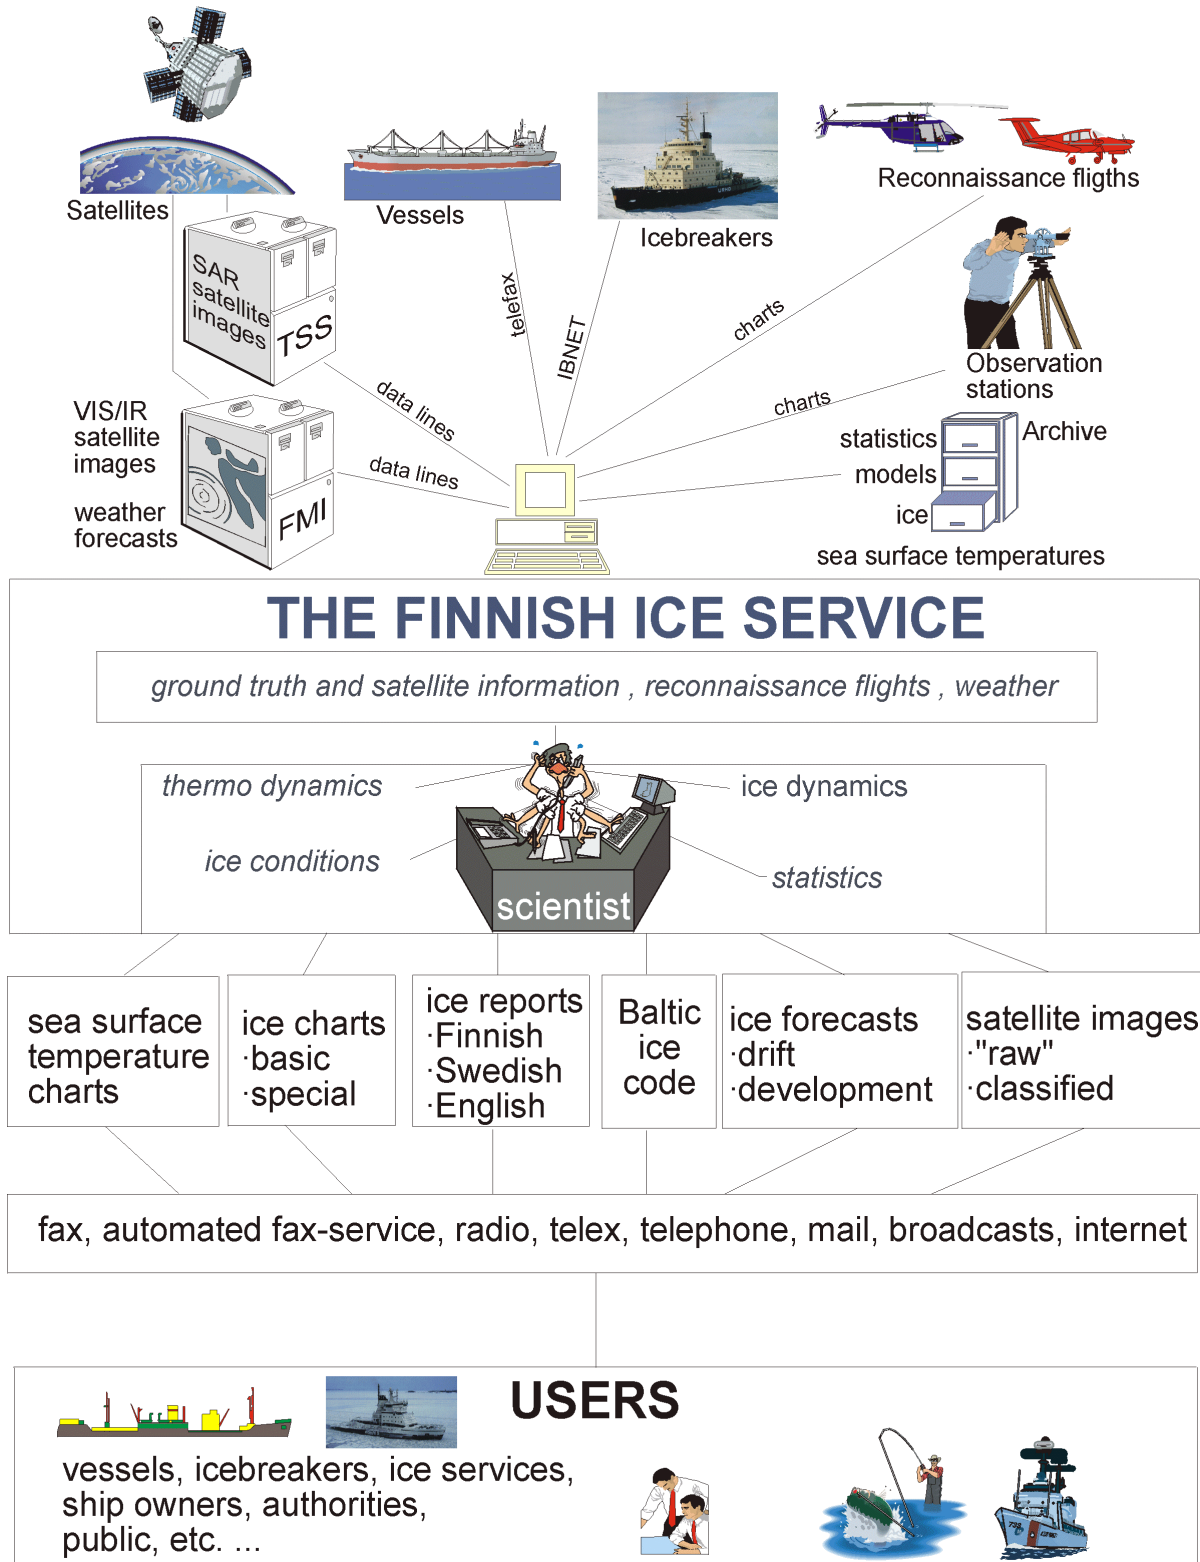 Satellites
Vessels
Icebreakers
Reconnaissance fligths
SAR
satellite
images
TSS
telefax
IBNET
charts
Observation
stations
charts
data lines
data lines
VIS/IR
satellite
images
weather
forecasts
FMI
statistics
Archive
models
ice
sea surface temperatures
THE FINNISH ICE SERVICE
ground truth and satellite information , reconnaissance flights , weather
thermo dynamics
ice dynamics
ice conditions
statistics
scientist
sea surface
temperature
charts
ice charts
·basic
·special
ice reports
·Finnish
·Swedish
·English
Baltic
ice
code
ice forecasts
·drift
·development
satellite images
·"raw"
·classified
fax, automated fax-service, radio, telex, telephone, mail, broadcasts, internet
USERS
vessels, icebreakers, ice services,
ship owners, authorities,
public, etc. ...